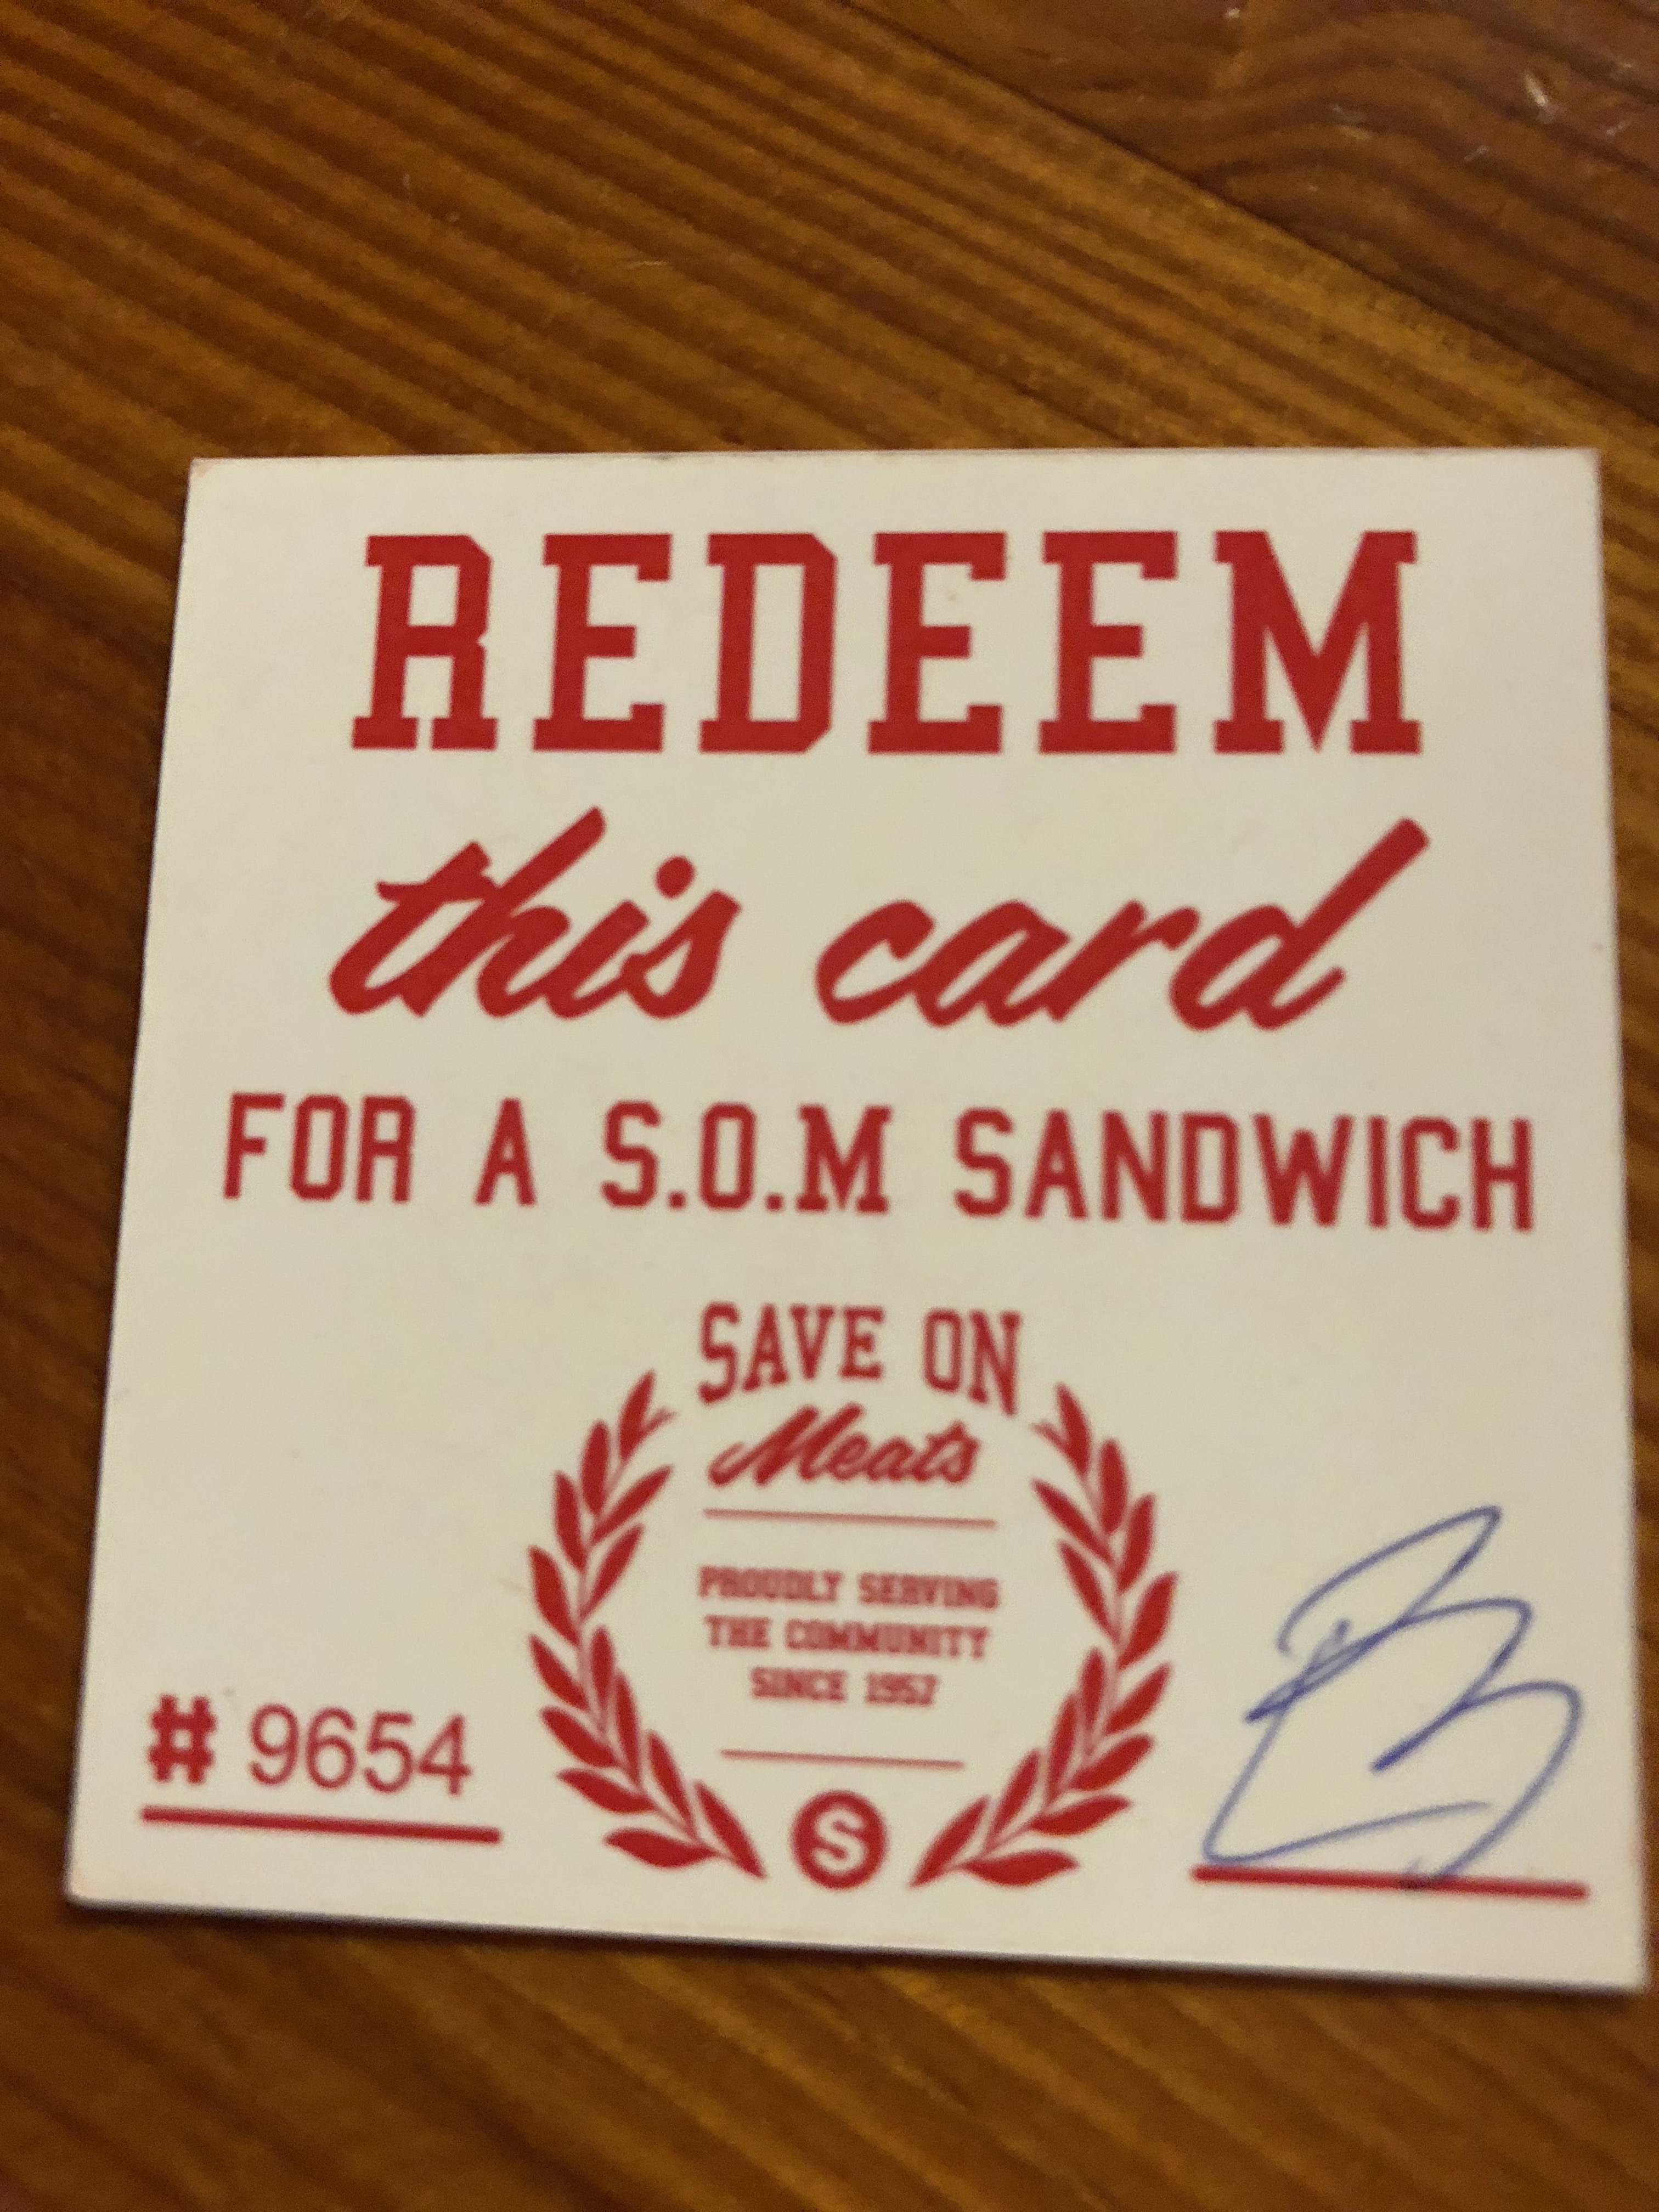 REDEEM
this card
FOR A S.O.M SANDWICH
SAVE ON
Meats
PROUDLY SERVING
THE COMMUNITY
SINCE 1957
S
# 9654